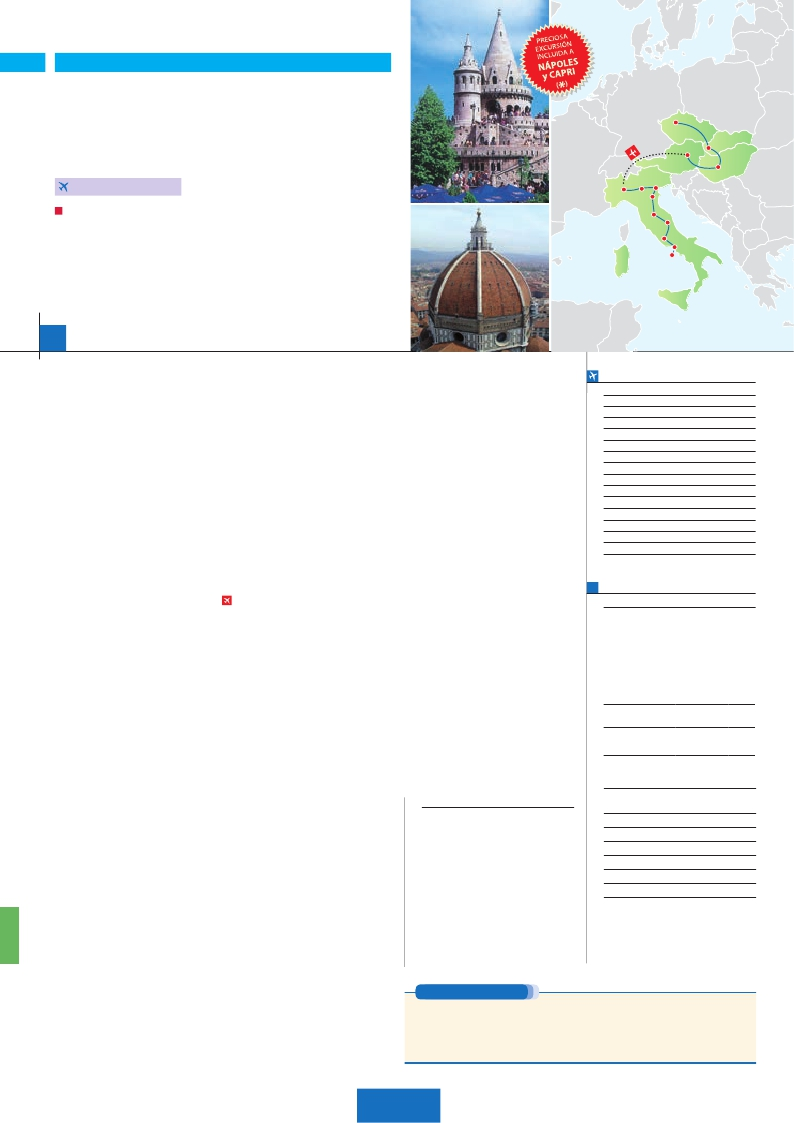 PRECIOSA
EXCURSIÓN
INCLUIDA A
NÁPOLES
y CAPRI
(*)